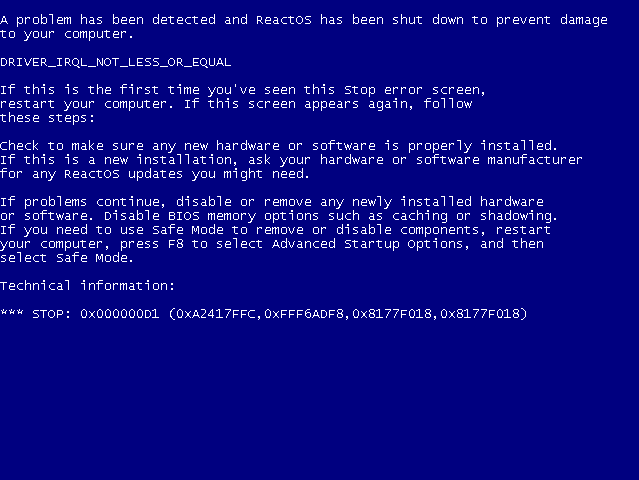 A problem has been detected and ReactOS has been shut down to prevent damage
to your computer.
DRIVER_IRQL_NOT_LESS_OR_EQUAL
If this is the first time you've seen this Stop error screen,
restart your computer. If this screen appears again, follow
these steps:
Check to make sure any new hardware or software is properly installed.
If this is a new installation, ask your hardware or software manufacturer
for any ReactOS updates you might need.
If problems continue, disable or remove any newly installed hardware
or software. Disable BIOS memory options such as caching or shadowing.
If you need to use Safe Mode to remove or disable components, restart
your computer, press F8 to select Advanced Startup Options, and then
select Safe Mode.
Technical information:
*** STOP: 0x000000D1 (0xA2417FFC,0xFFF6ADF8,0x8177F018,0x8177F018)